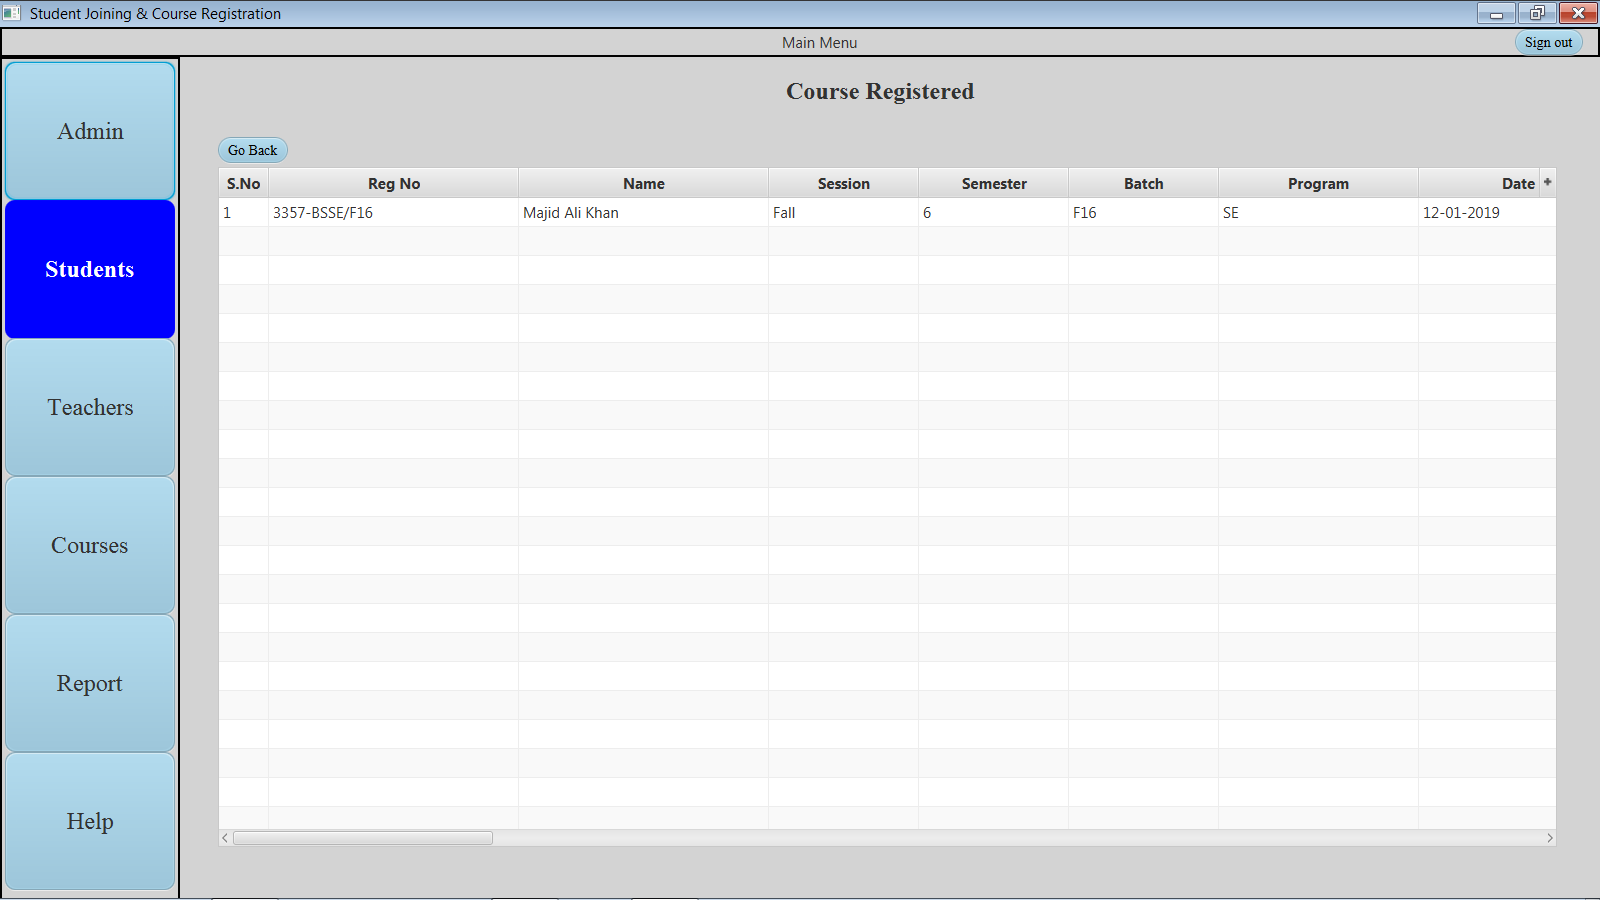 Student Joining & Course Registration
Main Menu
Sign out
Admin
Students
Teachers
Courses
Report
Help
Course Registered
Go Back
S.No Reg No Name Session Semester Batch Program Date +
1 3357-BSSE/F16 Majid Ali Khan Fall 6 F16 SE 12-01-2019